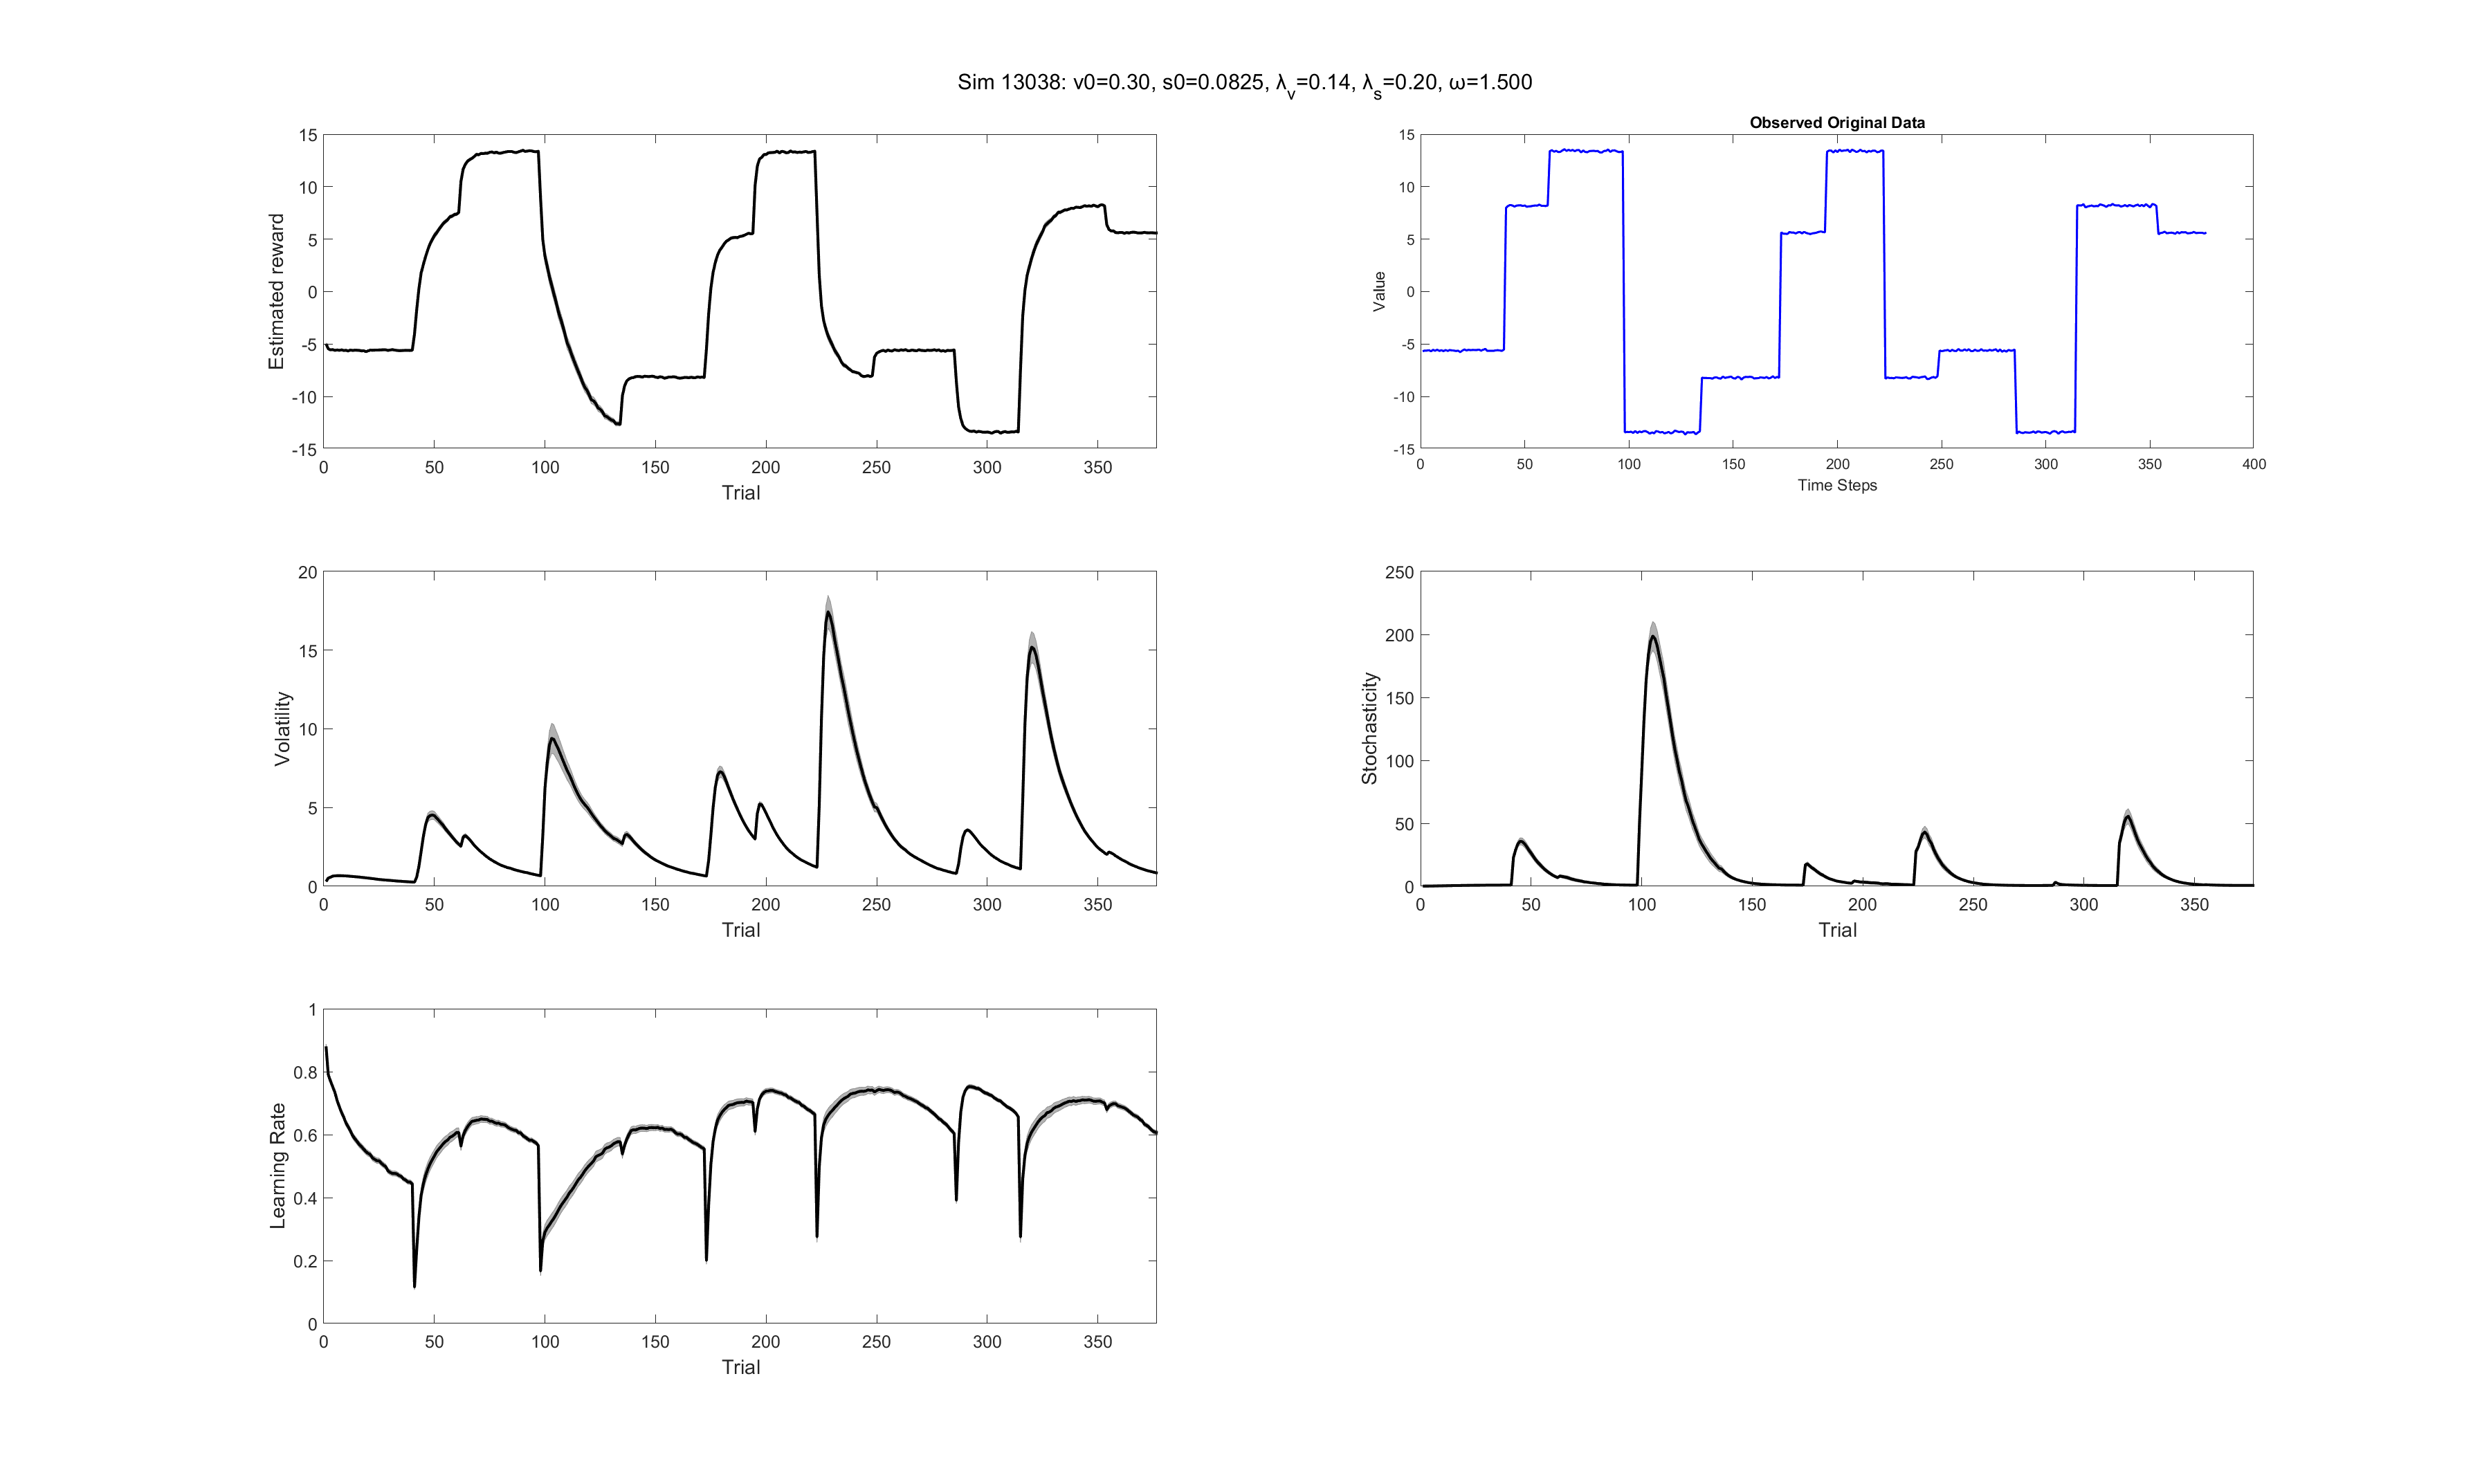 Sim 13038: v0=0.30, s0=0.0825, λv=0.14, λs=0.20, ω=1.500
15
10
5
0
-5
-10
-15
0 50 100 150 200 250 300 350
Estimated reward
Trial
Observed Original Data
15
10
5
0
-5
-10
-15
0 50 100 150 200 250 300 350 400
Value
Time Steps
20
15
10
5
0
0 50 100 150 200 250 300 350
Volatility
Trial
250
200
150
100
50
0
0 50 100 150 200 250 300 350
Stochasticity
Trial
1
0.8
0.6
0.4
0.2
0
0 50 100 150 200 250 300 350
Learning Rate
Trial